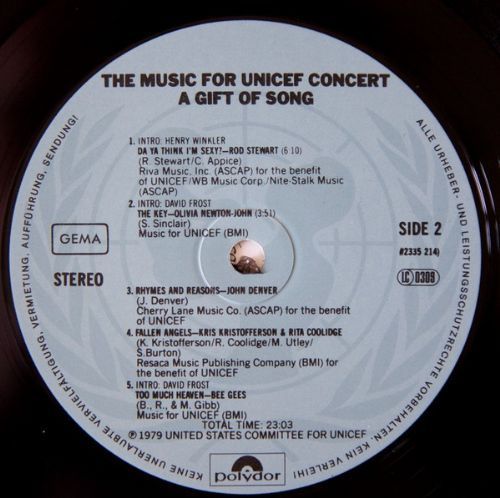 THE MUSIC FOR UNICEF CONCERT
A GIFT OF SONG
1. INTRO: HENRY WINKLER
DA YA THINK I'M SEXY?—ROD STEWART (6:10)
(R. Stewart/C. Appice)
Riva Music, Inc. (ASCAP) for the benefit
of UNICEF/WB Music Corp./Nite-Stalk Music
(ASCAP)
2. INTRO: DAVID FROST
THE KEY—OLIVIA NEWTON-JOHN (3:51)
(S. Sinclair)
Music for UNICEF (BMI)
GEMA
STEREO
SIDE 2
#2335 214)
LC 0309
3. RHYMES AND REASONS—JOHN DENVER
(J. Denver)
Cherry Lane Music Co. (ASCAP) for the benefit
of UNICEF
4. FALLEN ANGELS—KRIS KRISTOFFERSON & RITA COOLIDGE
(K. Kristofferson/R. Coolidge/M. Utley/
S.Burton)
Resaca Music Publishing Company (BMI) for
the benefit of UNICEF
5. INTRO: DAVID FROST
TOO MUCH HEAVEN—BEE GEES
(B., R., & M. Gibb)
Music for UNICEF (BMI)
TOTAL TIME: 23:03
℗1979 UNITED STATES COMMITTEE FOR UNICEF
polydor
ALLE URHEBER- UND LEISTUNGSSCHUTZRECHTE VORBEHALTEN. KEIN VERLEIH!
KEINE UNERLAUBTE VERVIELFÄLTIGUNG, VERMIETUNG, AUFFÜHRUNG, SENDUNG!